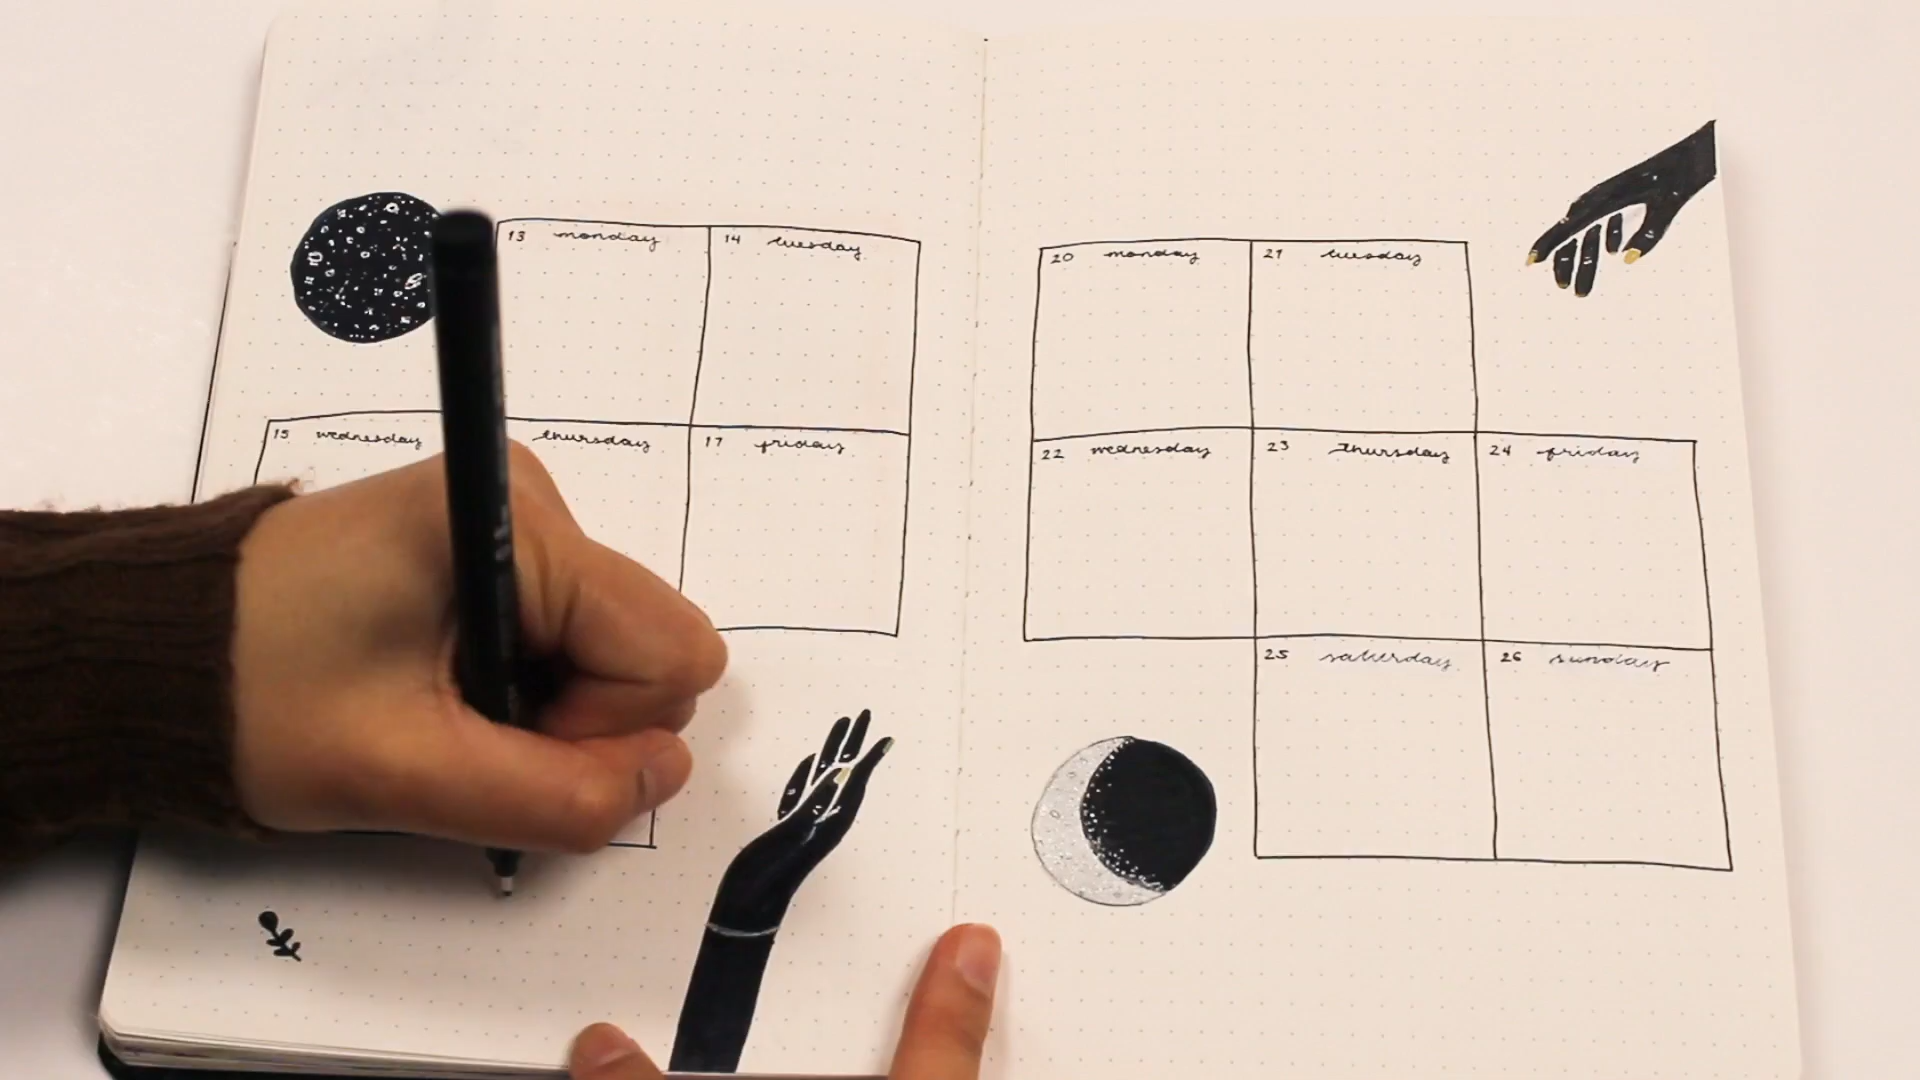 13 monday
14 tuesday
15 wednesday
thursday
17 friday
20 monday
21 tuesday
22 wednesday
23 thursday
24 friday
25 saturday
26 sunday